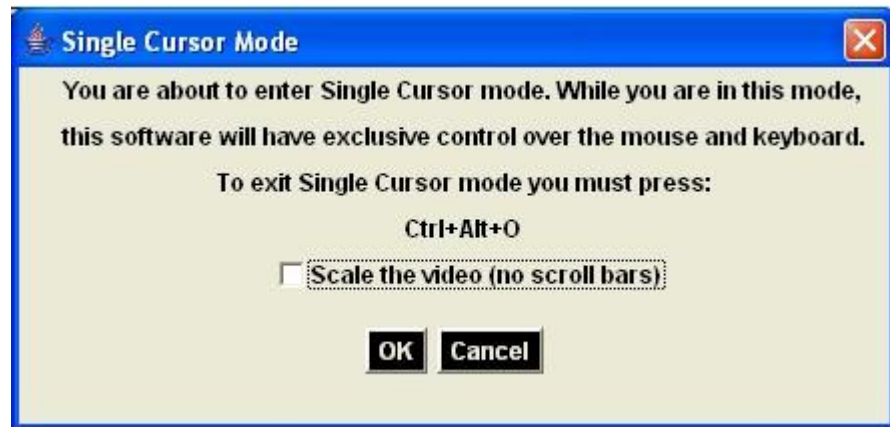 Single Cursor Mode
You are about to enter Single Cursor mode. While you are in this mode,
this software will have exclusive control over the mouse and keyboard.
To exit Single Cursor mode you must press:
Ctrl+Alt+O
Scale the video (no scroll bars)
OK Cancel